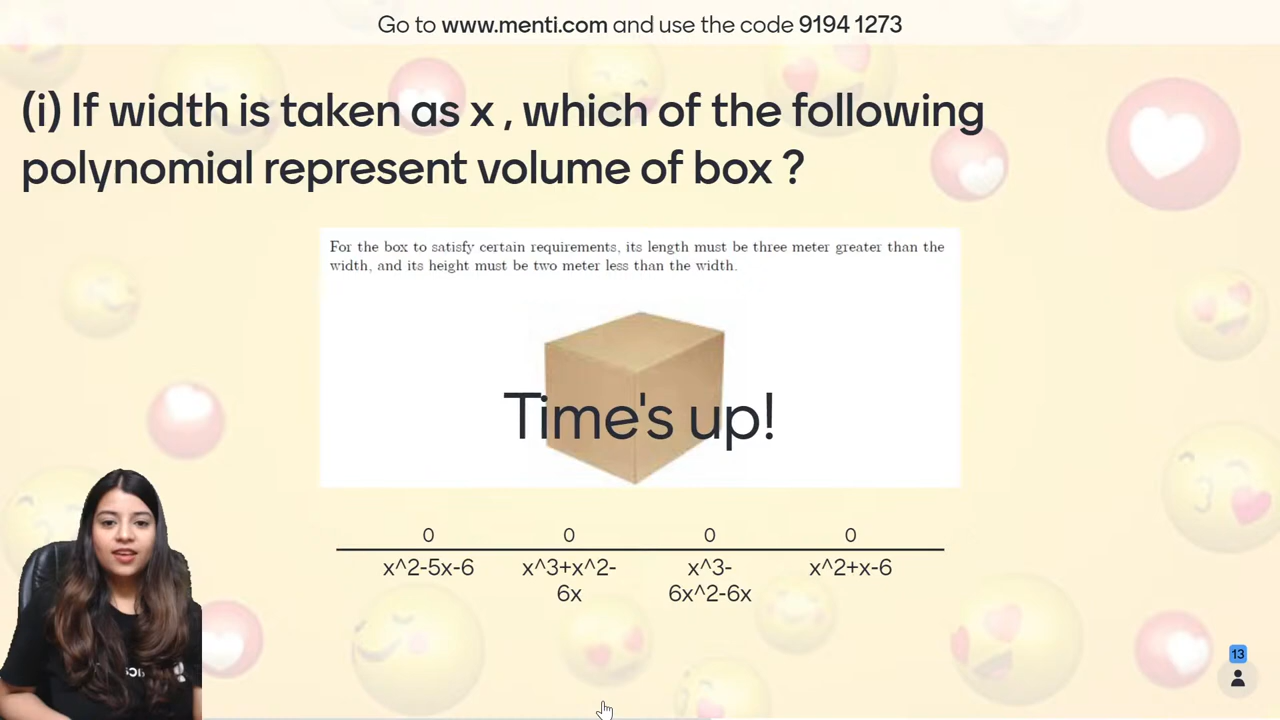 Go to www.menti.com and use the code 9194 1273
(i) If width is taken as x , which of the following
polynomial represent volume of box ?
For the box to satisfy certain requirements, its length must be three meter greater than the
width, and its height must be two meter less than the width.
Time's up!
0 0 0 0
x^2-5x-6 x^3+x^2- x^3- x^2+x-6
6x 6x^2-6x
13